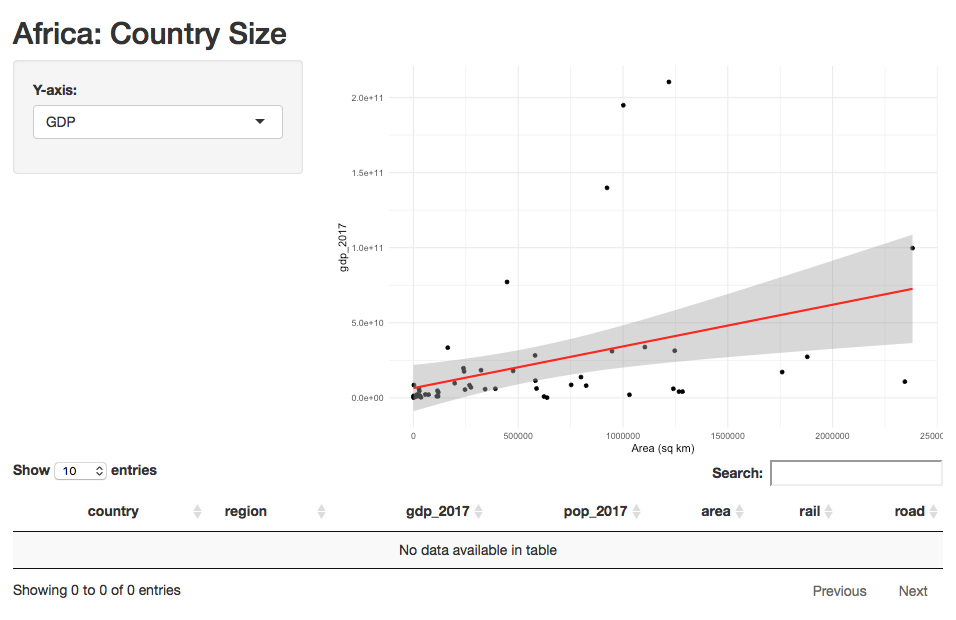 Africa: Country Size
Y-axis:
GDP
2.0e+11
1.5e+11
1.0e+11
5.0e+10
0.0e+00
gdp_2017
0 500000 1000000 1500000 2000000 25000
Area (sq km)
Show 10 entries
Search:
country region gdp_2017 pop_2017 area rail road
No data available in table
Showing 0 to 0 of 0 entries
Previous Next